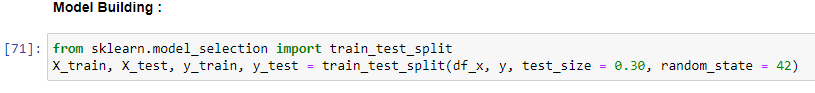 Model Building :
[71]: from sklearn.model_selection import train_test_split
X_train, X_test, y_train, y_test = train_test_split(df_x, y, test_size = 0.30, random_state = 42)